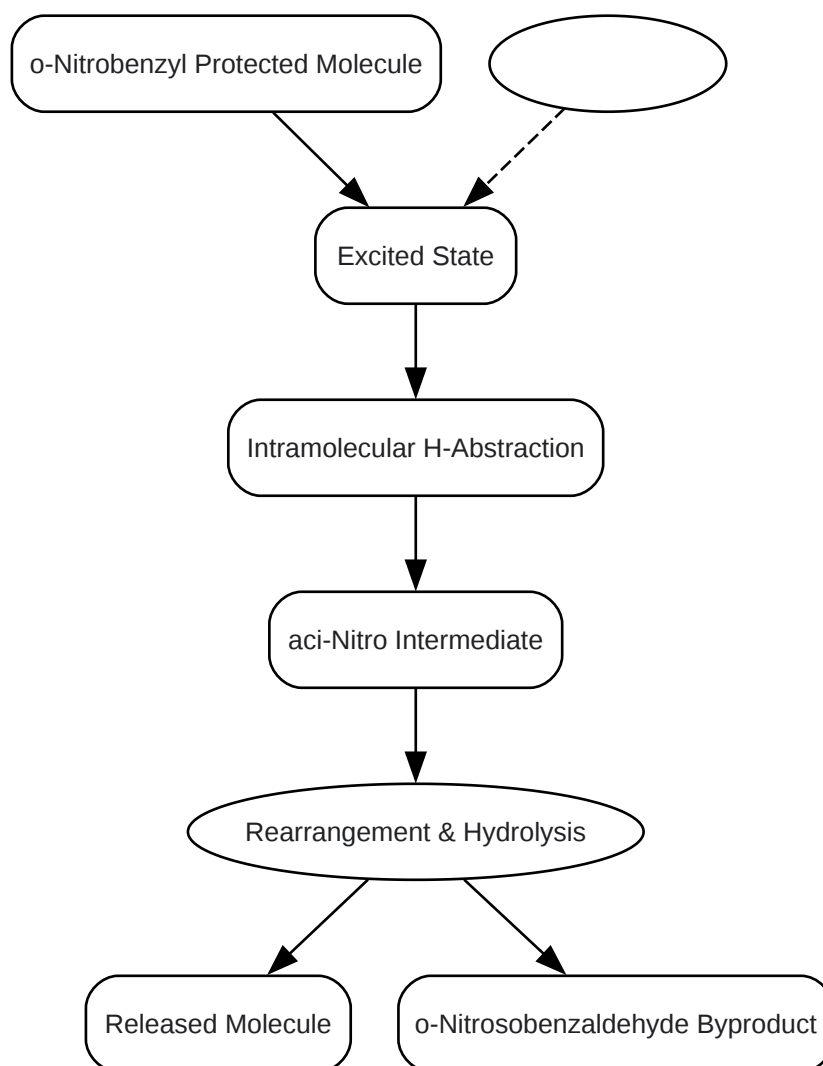 o-Nitrobenzyl Protected Molecule
Excited State
Intramolecular H-Abstraction
aci-Nitro Intermediate
Rearrangement & Hydrolysis
Released Molecule
o-Nitrosobenzaldehyde Byproduct